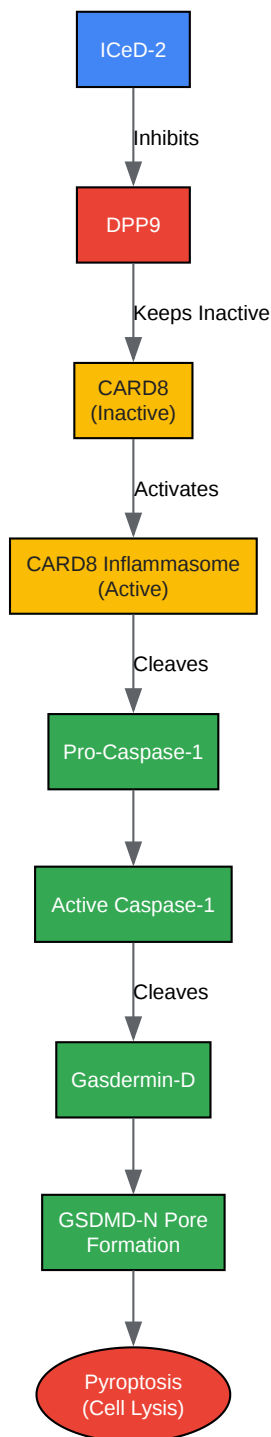 ICeD-2
Inhibits
DPP9
Keeps Inactive
CARD8
(Inactive)
Activates
CARD8 Inflammasome
(Active)
Cleaves
Pro-Caspase-1
Active Caspase-1
Cleaves
Gasdermin-D
GSDMD-N Pore
Formation
Pyroptosis
(Cell Lysis)